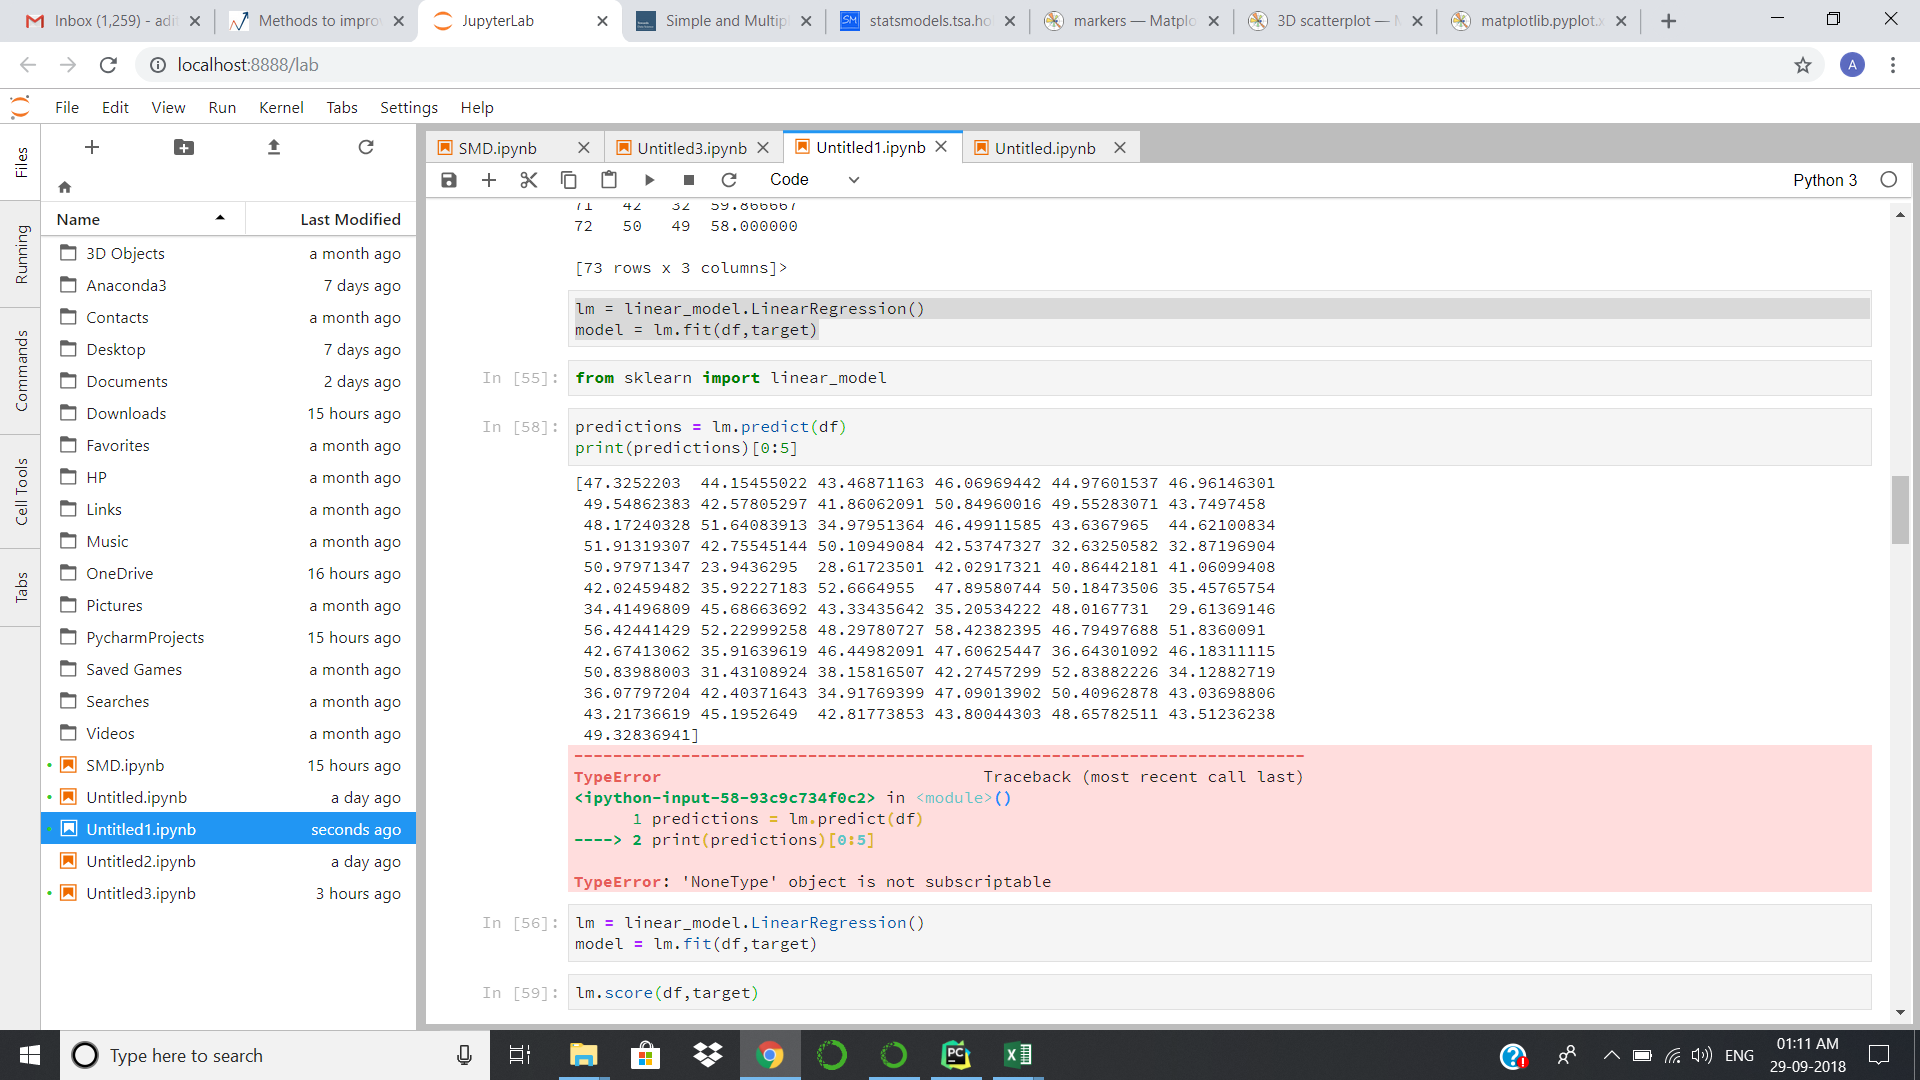 Inbox (1,259) - adit
Methods to impro
JupyterLab
Simple and Multip
statsmodels.tsa.ho
markers — Matplo
3D scatterplot — M
matplotlib.pyplot.x
localhost:8888/lab
A
File Edit View Run Kernel Tabs Settings Help
Files
Running
Commands
Cell Tools
Tabs
Name Last Modified
3D Objects a month ago
Anaconda3 7 days ago
Contacts a month ago
Desktop 7 days ago
Documents 2 days ago
Downloads 15 hours ago
Favorites a month ago
HP a month ago
Links a month ago
Music a month ago
OneDrive 16 hours ago
Pictures a month ago
PycharmProjects 15 hours ago
Saved Games a month ago
Searches a month ago
Videos a month ago
SMD.ipynb 15 hours ago
Untitled.ipynb a day ago
Untitled1.ipynb seconds ago
Untitled2.ipynb a day ago
Untitled3.ipynb 3 hours ago
SMD.ipynb Untitled3.ipynb Untitled1.ipynb Untitled.ipynb
Code Python 3
71 42 32 59.866667
72 50 49 58.000000
[73 rows x 3 columns]>
lm = linear_model.LinearRegression()
model = lm.fit(df,target)
In [55]: from sklearn import linear_model
In [58]: predictions = lm.predict(df)
print(predictions)[0:5]
[47.3252203 44.15455022 43.46871163 46.06969442 44.97601537 46.96146301
49.54862383 42.57805297 41.86062091 50.84960016 49.55283071 43.7497458
48.17240328 51.64083913 34.97951364 46.49911585 43.6367965 44.62100834
51.91319307 42.75545144 50.10949084 42.53747327 32.63250582 32.87196904
50.97971347 23.9436295 28.61723501 42.02917321 40.86442181 41.06099408
42.02459482 35.92227183 52.6664955 47.89580744 50.18473506 35.45765754
34.41496809 45.68663692 43.33435642 35.20534222 48.0167731 29.61369146
56.42441429 52.22999258 48.29780727 58.42382395 46.79497688 51.8360091
42.67413062 35.91639619 46.44982091 47.60625447 36.64301092 46.18311115
50.83988003 31.43108924 38.15816507 42.27457299 52.83882226 34.12882719
36.07797204 42.40371643 34.91769399 47.09013902 50.40962878 43.03698806
43.21736619 45.1952649 42.81773853 43.80044303 48.65782511 43.51236238
49.32836941]
---------------------------------------------------------------------------
TypeError Traceback (most recent call last)
<ipython-input-58-93c9c734f0c2> in <module>()
1 predictions = lm.predict(df)
----> 2 print(predictions)[0:5]
TypeError: 'NoneType' object is not subscriptable
In [56]: lm = linear_model.LinearRegression()
model = lm.fit(df,target)
In [59]: lm.score(df,target)
Type here to search
ENG
01:11 AM
29-09-2018